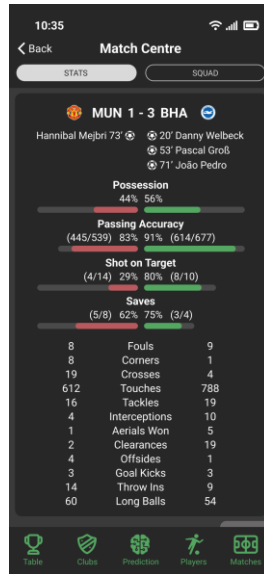 10:35
Back Match Centre
STATS SQUAD
MUN 1 - 3 BHA
Hannibal Mejbri 73' 20' Danny Welbeck
53' Pascal Groß
71' João Pedro
Possession
44% 56%
Passing Accuracy
(445/539) 83% 91% (614/677)
Shot on Target
(4/14) 29% 80% (8/10)
Saves
(5/8) 62% 75% (3/4)
8 Fouls 9
8 Corners 1
19 Crosses 4
612 Touches 788
16 Tackles 19
4 Interceptions 10
1 Aerials Won 5
2 Clearances 19
4 Offsides 1
3 Goal Kicks 3
14 Throw Ins 9
60 Long Balls 54
Table Clubs Prediction Players Matches